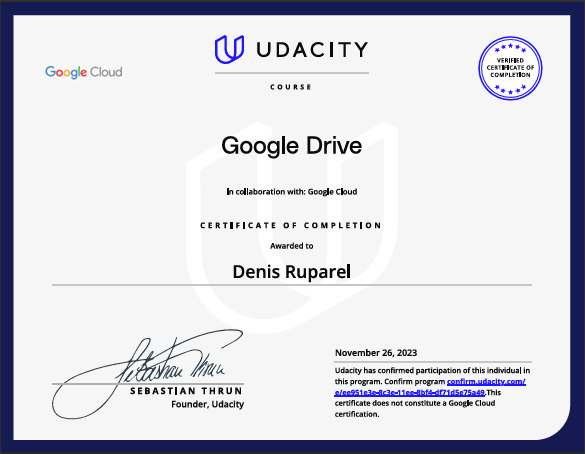 Google Cloud
UDACITY
COURSE
VERIFIED
CERTIFICATE OF
COMPLETION
Google Drive
In collaboration with: Google Cloud
CERTIFICATE OF COMPLETION
Awarded to
Denis Ruparel
Sebastian Thrun
SEBASTIAN THRUN
Founder, Udacity
November 26, 2023
Udacity has confirmed participation of this individual in
this program. Confirm program confirm.udacity.com/
e/ee951e3e-8c3e-11ee-8bf4-df71d5e75a49.This
certificate does not constitute a Google Cloud
certification.